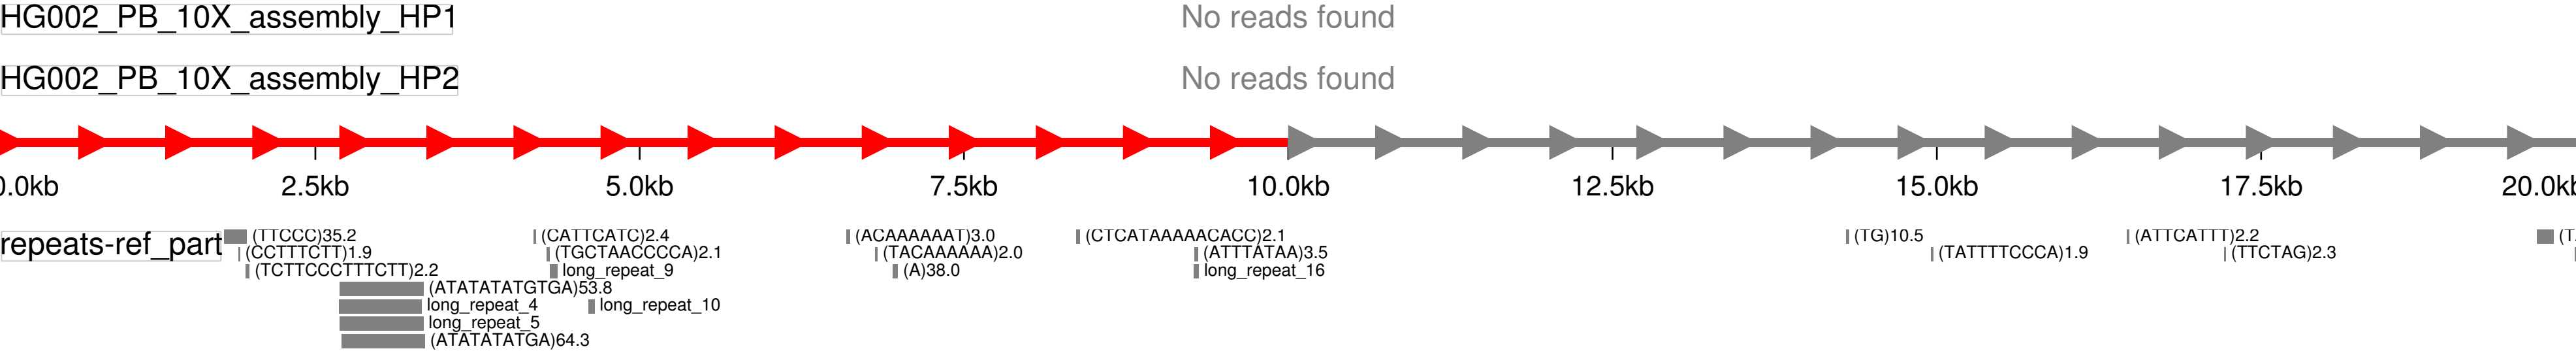 HG002_PB_10X_assembly_HP1 No reads found
HG002_PB_10X_assembly_HP2 No reads found
0.0kb 2.5kb 5.0kb 7.5kb 10.0kb 12.5kb 15.0kb 17.5kb 20.0kb
repeats-ref_part (TTCCC)35.2 (CATTCATC)2.4 (ACAAAAAAT)3.0 (CTCATAAAAACACC)2.1 (TG)10.5 (ATTCATTT)2.2 (T
(CCTTTCTT)1.9 (TGCTAACCCCA)2.1 (TACAAAAAA)2.0 (ATTTATAA)3.5 (TATTTTCCCA)1.9 (TTCTAG)2.3
(TCTTCCCTTTCTT)2.2 long_repeat_9 (A)38.0 long_repeat_16
(ATATATATGTGA)53.8
long_repeat_4 long_repeat_10
long_repeat_5
(ATATATATGA)64.3